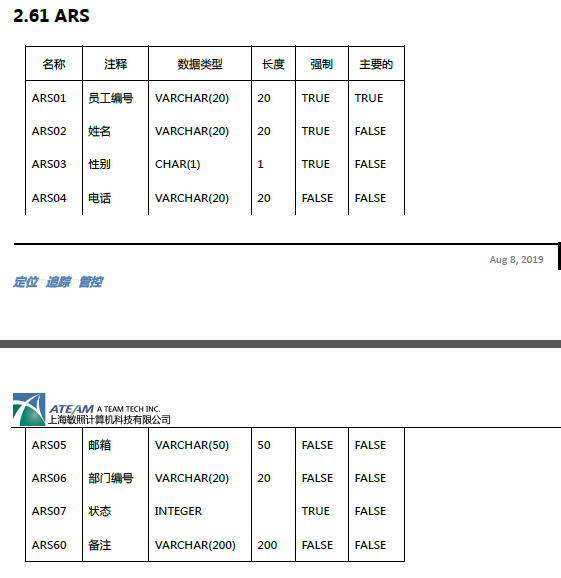 2.61 ARS
名称 注释 数据类型 长度 强制 主要的
ARS01 员工编号 VARCHAR(20) 20 TRUE TRUE
ARS02 姓名 VARCHAR(20) 20 TRUE FALSE
ARS03 性别 CHAR(1) 1 TRUE FALSE
ARS04 电话 VARCHAR(20) 20 FALSE FALSE
Aug 8, 2019
定位 追踪 管控
ATEAM A TEAM TECH INC.
上海敏照计算机科技有限公司
ARS05 邮箱 VARCHAR(50) 50 FALSE FALSE
ARS06 部门编号 VARCHAR(20) 20 FALSE FALSE
ARS07 状态 INTEGER TRUE FALSE
ARS60 备注 VARCHAR(200) 200 FALSE FALSE